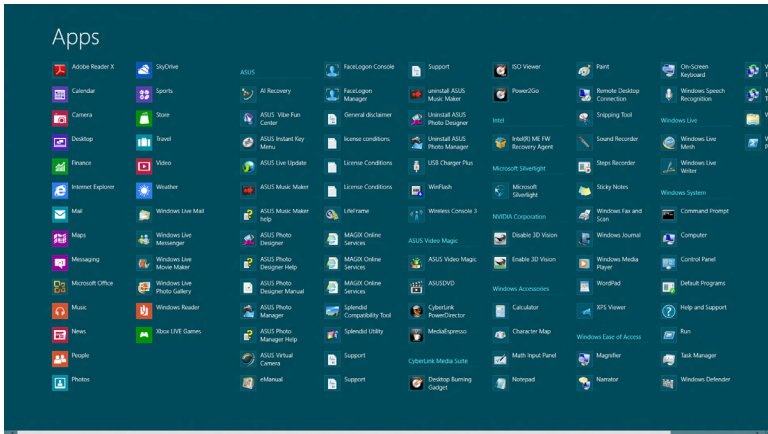 Apps
Adobe Reader X
Calendar
Camera
Desktop
Finance
Internet Explorer
Mail
Maps
Messaging
Microsoft Office
Music
News
People
Photos
SkyDrive
Sports
Store
Travel
Video
Weather
Windows Live Mail
Windows Live
Messenger
Windows Live
Movie Maker
Windows Live
Photo Gallery
Windows Reader
Xbox LIVE Games
ASUS
AI Recovery
ASUS Vibe Fun
Center
ASUS Instant Key
Menu
ASUS Live Update
ASUS Music Maker
ASUS Music Maker
help
ASUS Photo
Designer
ASUS Photo
Designer Help
ASUS Photo
Designer Manual
ASUS Photo
Manager
ASUS Photo
Manager Help
ASUS Virtual
Camera
eManual
FaceLogon Console
FaceLogon
Manager
General disclaimer
license conditions
License Conditions
License Conditions
LifeFrame
MAGIX Online
Services
MAGIX Online
Services
MAGIX Online
Services
Splendid
Compatibility Tool
Splendid Utility
Support
Support
Support
uninstall ASUS
Music Maker
Uninstall ASUS
Photo Designer
Uninstall ASUS
Photo Manager
USB Charger Plus
WinFlash
Wireless Console 3
ASUS Video Magic
ASUS Video Magic
ASUSDVD
CyberLink
PowerDirector
MediaEspresso
CyberLink Media Suite
Desktop Burning
Gadget
ISO Viewer
Power2Go
Intel
Intel(R) ME FW
Recovery Agent
Microsoft Silverlight
Microsoft
Silverlight
NVIDIA Corporation
Disable 3D Vision
Enable 3D Vision
Windows Accessories
Calculator
Character Map
Math Input Panel
Notepad
Paint
Remote Desktop
Connection
Snipping Tool
Sound Recorder
Steps Recorder
Sticky Notes
Windows Fax and
Scan
Windows Journal
Windows Media
Player
WordPad
XPS Viewer
Windows Ease of Access
Magnifier
Narrator
On-Screen
Keyboard
Windows Speech
Recognition
Windows Live
Windows Live
Mesh
Windows Live
Writer
Windows System
Command Prompt
Computer
Control Panel
Default Programs
Help and Support
Run
Task Manager
Windows Defender